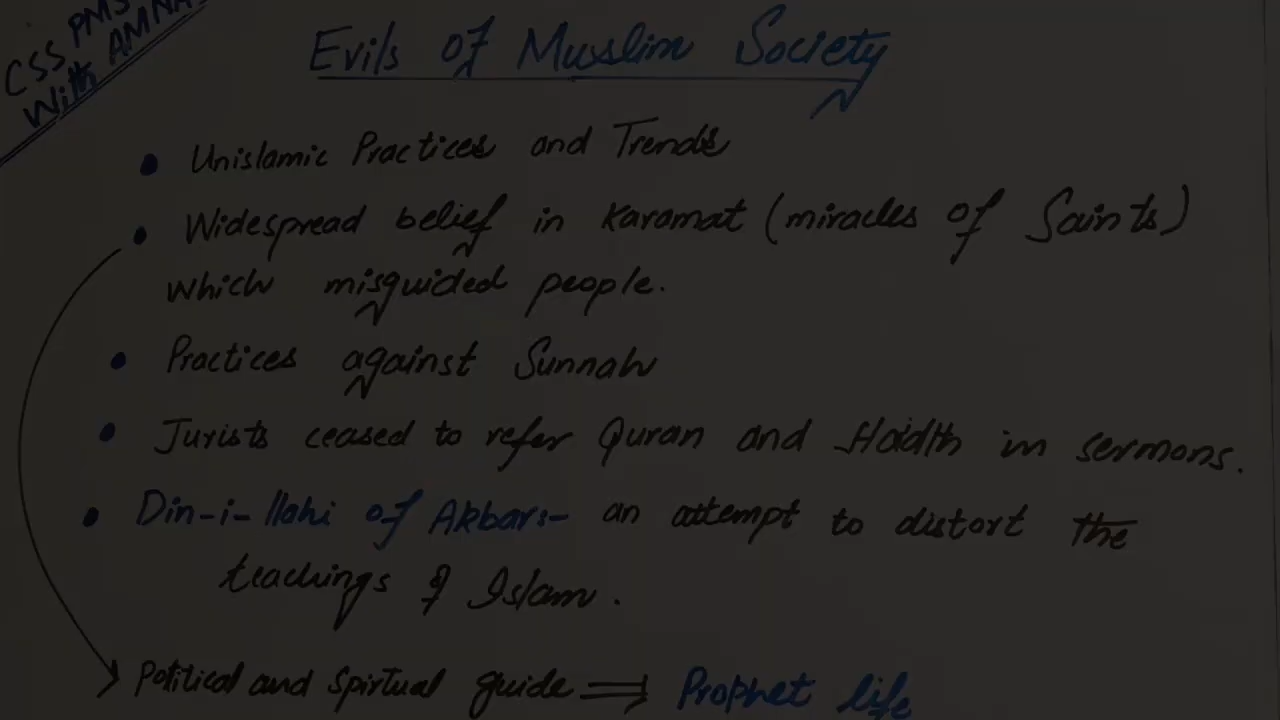 CSS PMS
With AMNA
Evils of Muslim Society
• Unislamic Practices and Trends
• Widespread belief in Karamat (miracles of Saints)
which misguided people.
• Practices against Sunnah
• Jurists ceased to refer Quran and Haidth in sermons.
• Din-i-Ilahi of Akbar:- an attempt to distort the
teachings of Islam.
Political and Spirtual guide ⟹ Prophet life